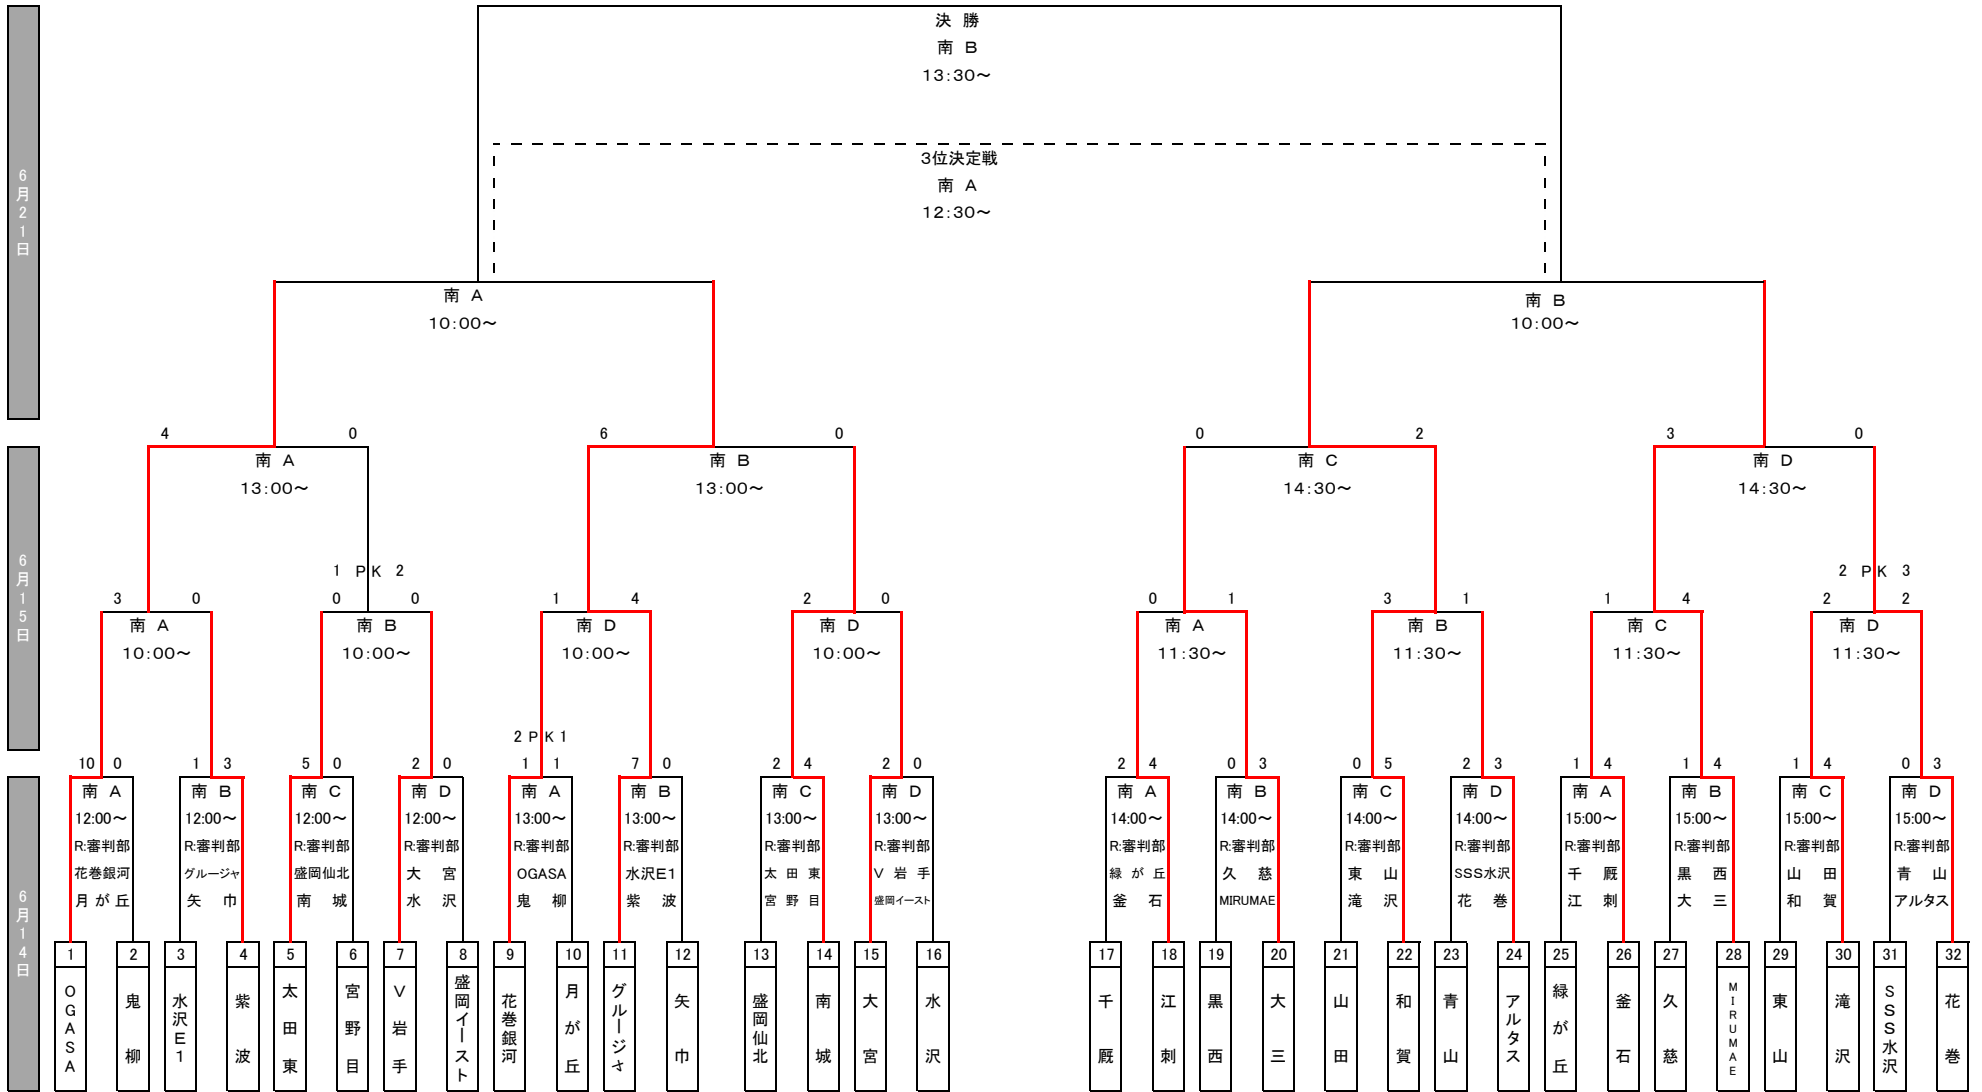 決 勝
南 B
13:30～
3位決定戦
南 A
12:30～
6月21日
南 A
10:00～
南 B
10:00～
4 0 6 0 0 2 3 0
南 A 南 B 南 C 南 D
13:00～ 13:00～ 14:30～ 14:30～
6月15日
1 PK 2 2 PK 3
3 0 0 0 1 4 2 0 0 1 3 1 1 4 2 2
南 A 南 B 南 D 南 D 南 A 南 B 南 C 南 D
10:00～ 10:00～ 10:00～ 10:00～ 11:30～ 11:30～ 11:30～ 11:30～
2 PK 1
10 0 1 3 5 0 2 0 1 1 7 0 2 4 2 0 2 4 0 3 0 5 2 3 1 4 1 4 1 4 0 3
南 A 南 B 南 C 南 D 南 A 南 B 南 C 南 D 南 A 南 B 南 C 南 D 南 A 南 B 南 C 南 D
12:00～ 12:00～ 12:00～ 12:00～ 13:00～ 13:00～ 13:00～ 13:00～ 14:00～ 14:00～ 14:00～ 14:00～ 15:00～ 15:00～ 15:00～ 15:00～
R:審判部 R:審判部 R:審判部 R:審判部 R:審判部 R:審判部 R:審判部 R:審判部 R:審判部 R:審判部 R:審判部 R:審判部 R:審判部 R:審判部 R:審判部 R:審判部
花巻銀河 グルージャ 盛岡仙北 大宮 OGASA 水沢E1 太田東 V岩手 緑が丘 久慈 東山 SSS水沢 千厩 黒西 山田 青山
月が丘 矢巾 南城 水沢 鬼柳 紫波 宮野目 盛岡イースト 釜石 MIRUMAE 滝沢 花巻 江刺 大三 和賀 アルタス
6月14日
1 2 3 4 5 6 7 8 9 10 11 12 13 14 15 16 17 18 19 20 21 22 23 24 25 26 27 28 29 30 31 32
OGASA
鬼柳
水沢E1
紫波
太田東
宮野目
V岩手
盛岡イースト
花巻銀河
月が丘
グルージャ
矢巾
盛岡仙北
南城
大宮
水沢
千厩
江刺
黒西
大三
山田
和賀
青山
アルタス
緑が丘
釜石
久慈
MIRUMAE
東山
滝沢
SSS水沢
花巻